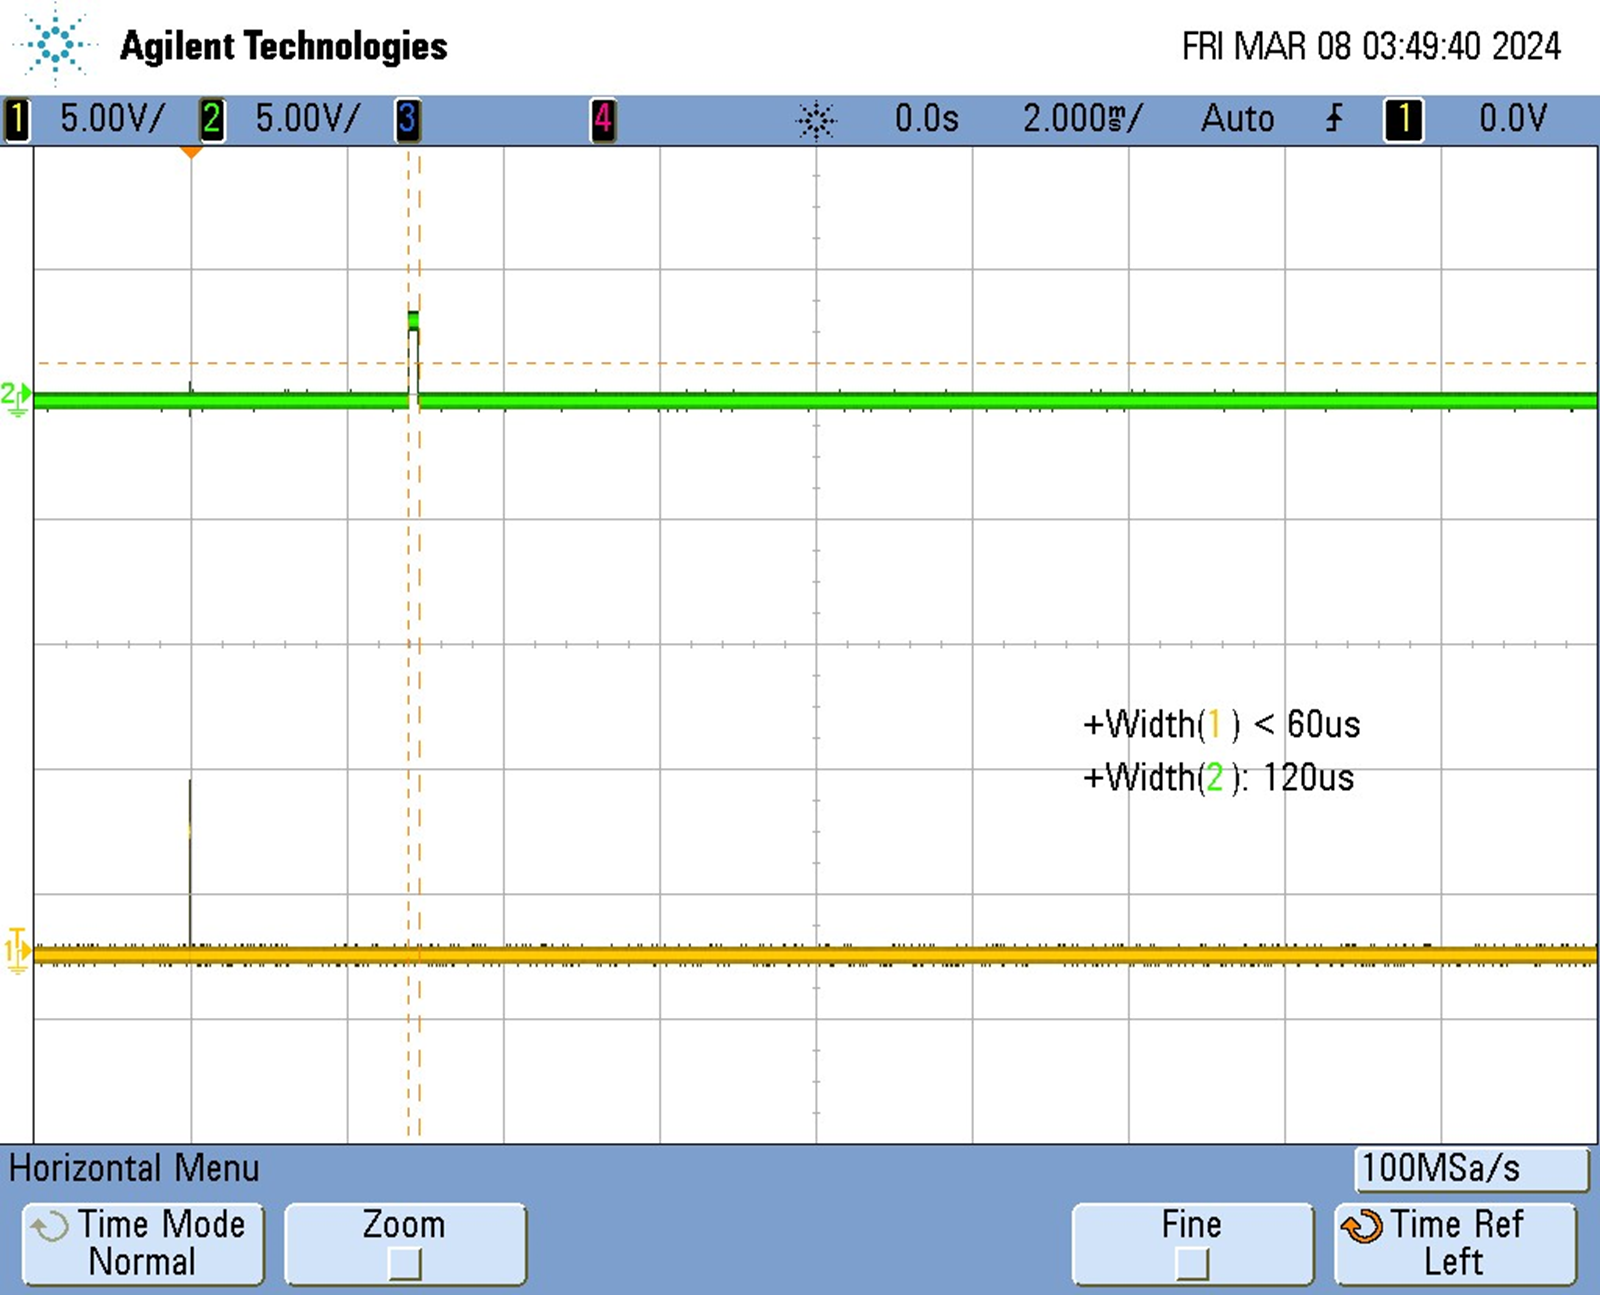 Agilent Technologies
FRI MAR 08 03:49:40 2024
1 5.00V/ 2 5.00V/ 3 4 0.0s 2.000ms/ Auto 1 0.0V
2
+Width(1) < 60us
+Width(2): 120us
T
1
Horizontal Menu
100MSa/s
Time Mode
Normal
Zoom
Fine
Time Ref
Left